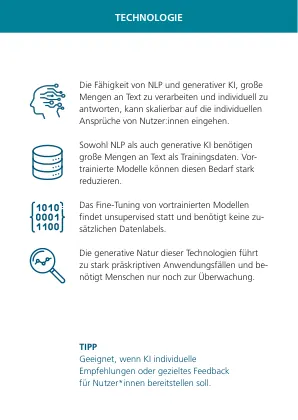 TECHNOLOGIE
Die Fähigkeit von NLP und generativer KI, große
Mengen an Text zu verarbeiten und individuell zu
antworten, kann skalierbar auf die individuellen
Ansprüche von Nutzer:innen eingehen.
Sowohl NLP als auch generative KI benötigen
große Mengen an Text als Trainingsdaten. Vor-
trainierte Modelle können diesen Bedarf stark
reduzieren.
1010
0001
1100
Das Fine-Tuning von vortrainierten Modellen
findet unsupervised statt und benötigt keine zu-
sätzlichen Datenlabels.
Die generative Natur dieser Technologien führt
zu stark präskriptiven Anwendungsfällen und be-
nötigt Menschen nur noch zur Überwachung.
TIPP
Geeignet, wenn KI individuelle
Empfehlungen oder gezieltes Feedback
für Nutzer*innen bereitstellen soll.